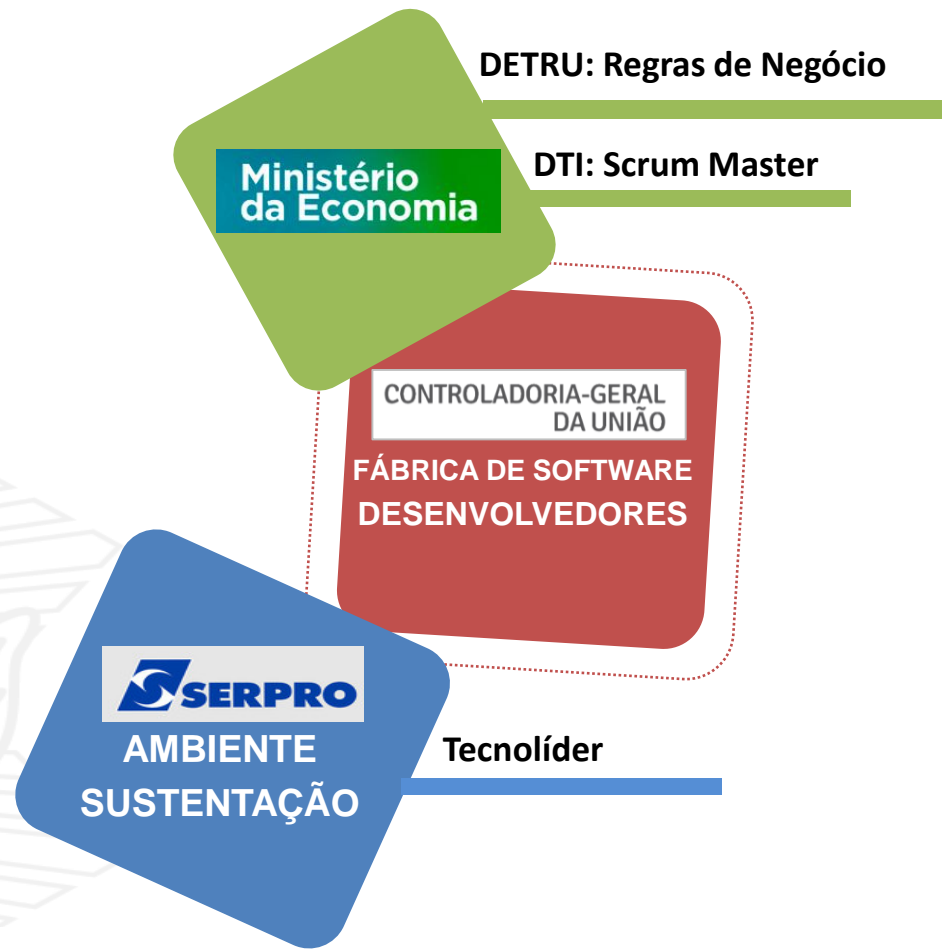 DETRU: Regras de Negócio
DTI: Scrum Master
Ministério
da Economia
CONTROLADORIA-GERAL
DA UNIÃO
FÁBRICA DE SOFTWARE
DESENVOLVEDORES
SERPRO
AMBIENTE
SUSTENTAÇÃO
Tecnolíder